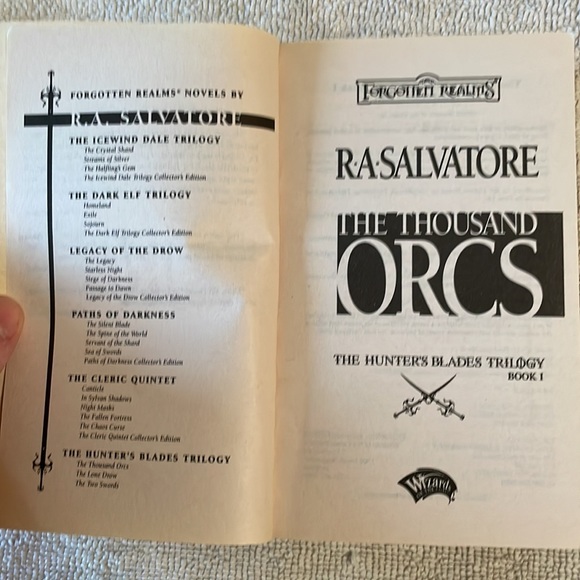 FORGOTTEN REALMS® NOVELS BY
R.A. SALVATORE
THE ICEWIND DALE TRILOGY
The Crystal Shard
Streams of Silver
The Halfling's Gem
The Icewind Dale Trilogy Collector's Edition
THE DARK ELF TRILOGY
Homeland
Exile
Sojourn
The Dark Elf Trilogy Collector's Edition
LEGACY OF THE DROW
The Legacy
Starless Night
Siege of Darkness
Passage to Dawn
Legacy of the Drow Collector's Edition
PATHS OF DARKNESS
The Silent Blade
The Spine of the World
Servant of the Shard
Sea of Swords
Paths of Darkness Collector's Edition
THE CLERIC QUINTET
Canticle
In Sylvan Shadows
Night Masks
The Fallen Fortress
The Chaos Curse
The Cleric Quintet Collector's Edition
THE HUNTER'S BLADES TRILOGY
The Thousand Orcs
The Lone Drow
The Two Swords
FORGOTTEN REALMS
R·A·SALVATORE
THE THOUSAND
ORCS
THE HUNTER'S BLADES TRILOGY
BOOK 1
Wizards